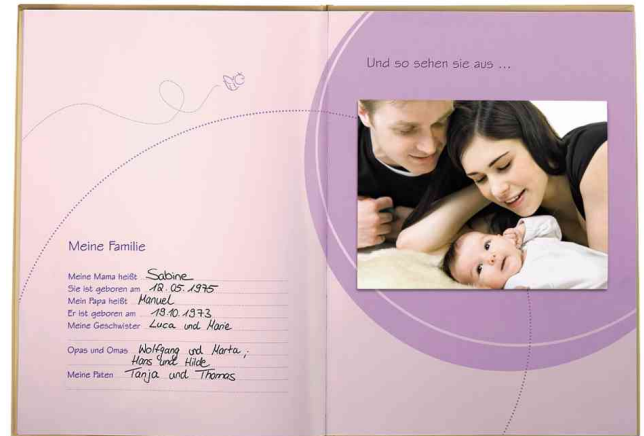 Und so sehen sie aus ...
Meine Familie
Meine Mama heißt Sabine
Sie ist geboren am 12.05.1975
Mein Papa heißt Manuel
Er ist geboren am 19.10.1973
Meine Geschwister Luca und Marie
Opas und Omas Wolfgang und Marta,
Hans und Hilde
Meine Paten Tanja und Thomas